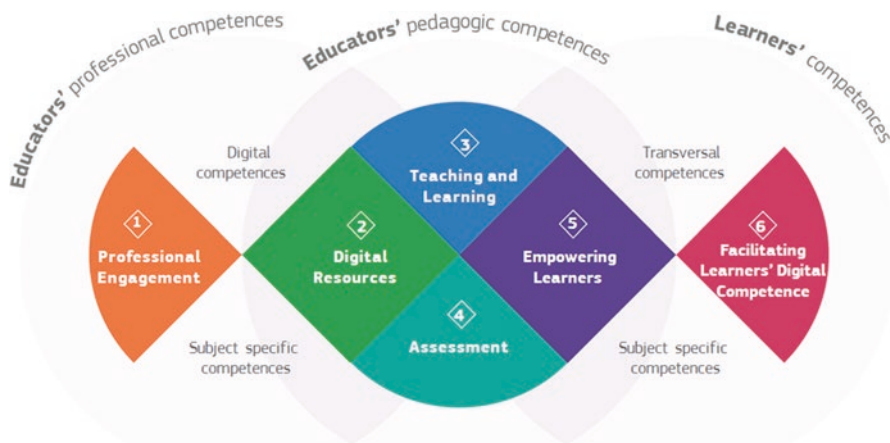 Educators' professional competences
Educators' pedagogic competences
Learners' competences
Digital
competences
Transversal
competences
Subject specific
competences
Subject specific
competences
1
Professional
Engagement
2
Digital
Resources
3
Teaching and
Learning
4
Assessment
5
Empowering
Learners
6
Facilitating
Learners' Digital
Competence